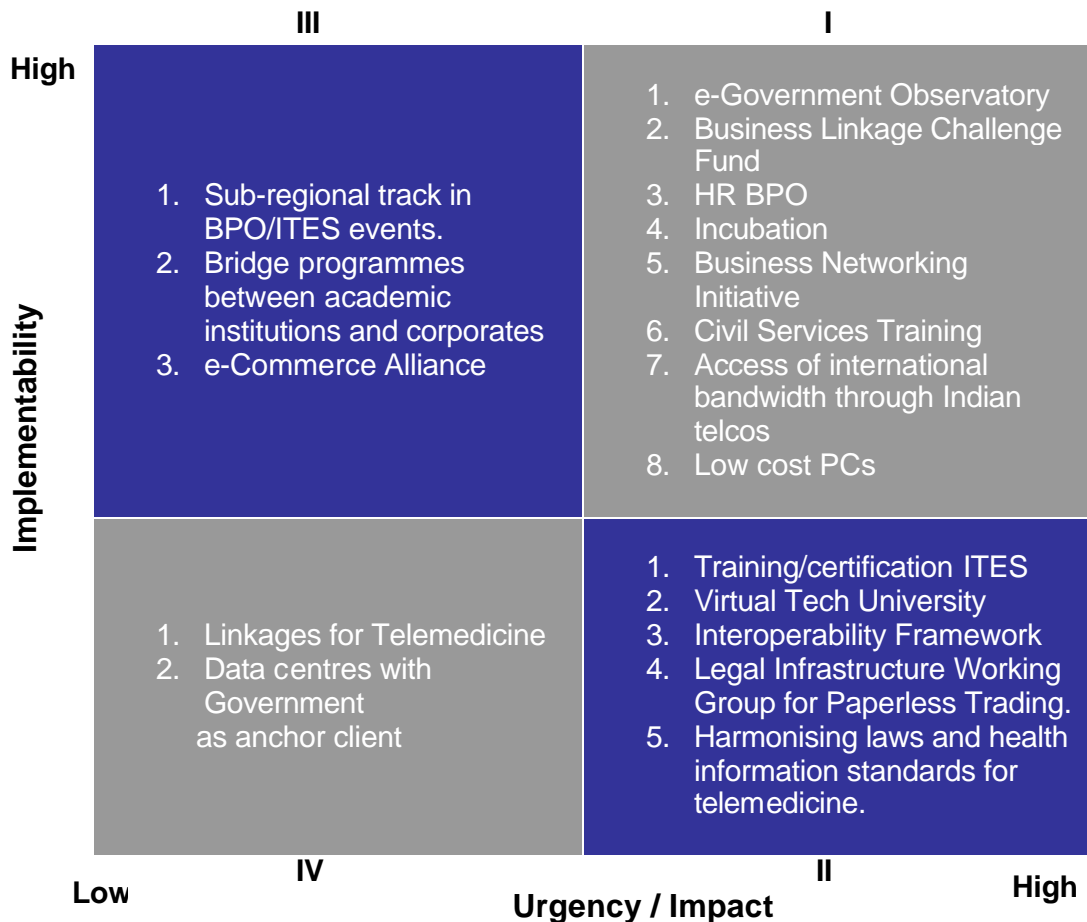 III
I
High
1. e-Government Observatory
2. Business Linkage Challenge
Fund
3. HR BPO
4. Incubation
5. Business Networking
Initiative
6. Civil Services Training
7. Access of international
bandwidth through Indian
telcos
8. Low cost PCs
1. Sub-regional track in
BPO/ITES events.
2. Bridge programmes
between academic
institutions and corporates
3. e-Commerce Alliance
Implementability
1. Linkages for Telemedicine
2. Data centres with
Government
as anchor client
1. Training/certification ITES
2. Virtual Tech University
3. Interoperability Framework
4. Legal Infrastructure Working
Group for Paperless Trading.
5. Harmonising laws and health
information standards for
telemedicine.
Low
IV
II
High
Urgency / Impact